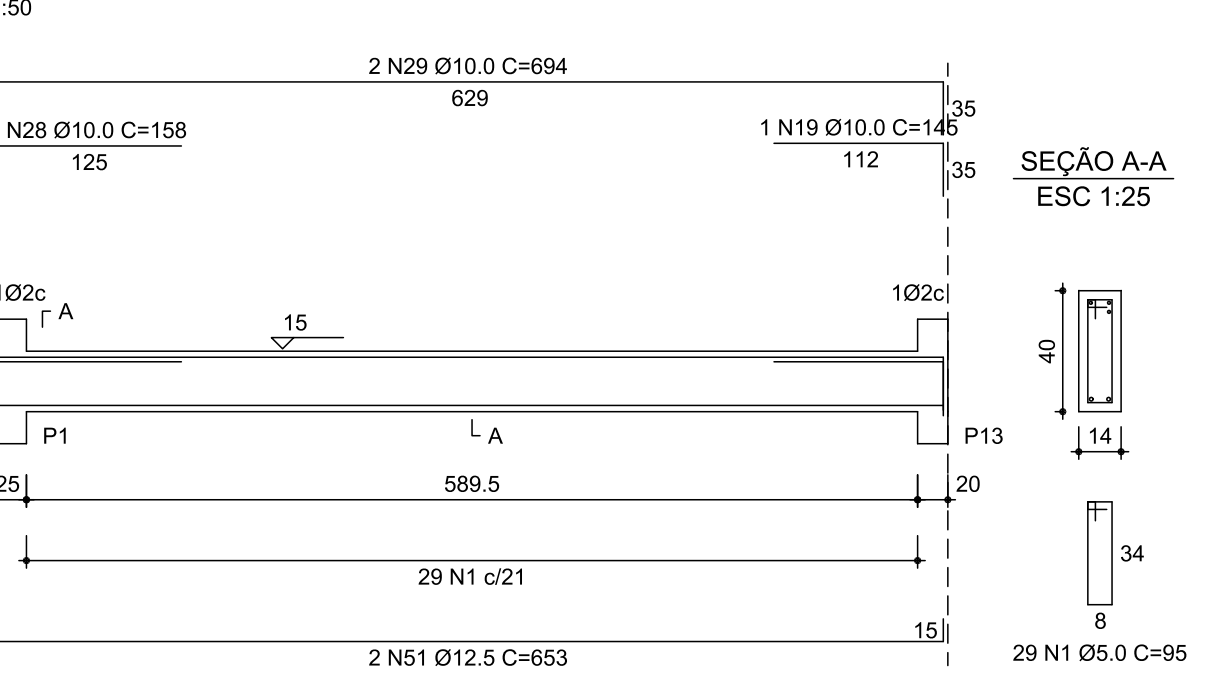 :50
2 N29 Ø10.0 C=694
629
35
N28 Ø10.0 C=158
125
1 N19 Ø10.0 C=145
112
35
SEÇÃO A-A
ESC 1:25
1Ø2c
A
15
1Ø2c
40
14
P1
A
P13
25
589.5
20
29 N1 c/21
34
8
29 N1 Ø5.0 C=95
15
2 N51 Ø12.5 C=653